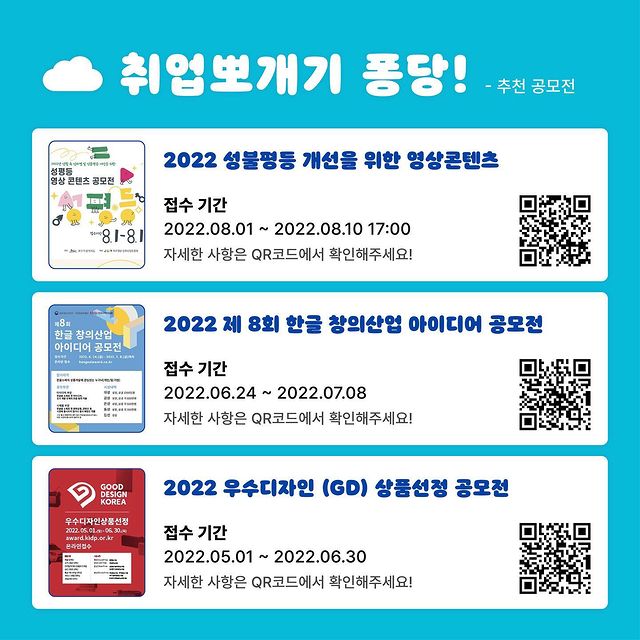 취업뽀개기 퐁당!
- 추천 공모전
성평등
영상 콘텐츠 공모전
성평등
8.1-8.1
2022 성불평등 개선을 위한 영상콘텐츠
접수 기간
2022.08.01 ~ 2022.08.10 17:00
자세한 사항은 QR코드에서 확인해주세요!
제8회
한글 창의산업
아이디어 공모전
2022 제 8회 한글 창의산업 아이디어 공모전
접수 기간
2022.06.24 ~ 2022.07.08
자세한 사항은 QR코드에서 확인해주세요!
GOOD
DESIGN
KOREA
우수디자인상품선정
2022. 05. 01.(일) - 06. 30.(목)
award.kidp.or.kr
온라인접수
2022 우수디자인 (GD) 상품선정 공모전
접수 기간
2022.05.01 ~ 2022.06.30
자세한 사항은 QR코드에서 확인해주세요!